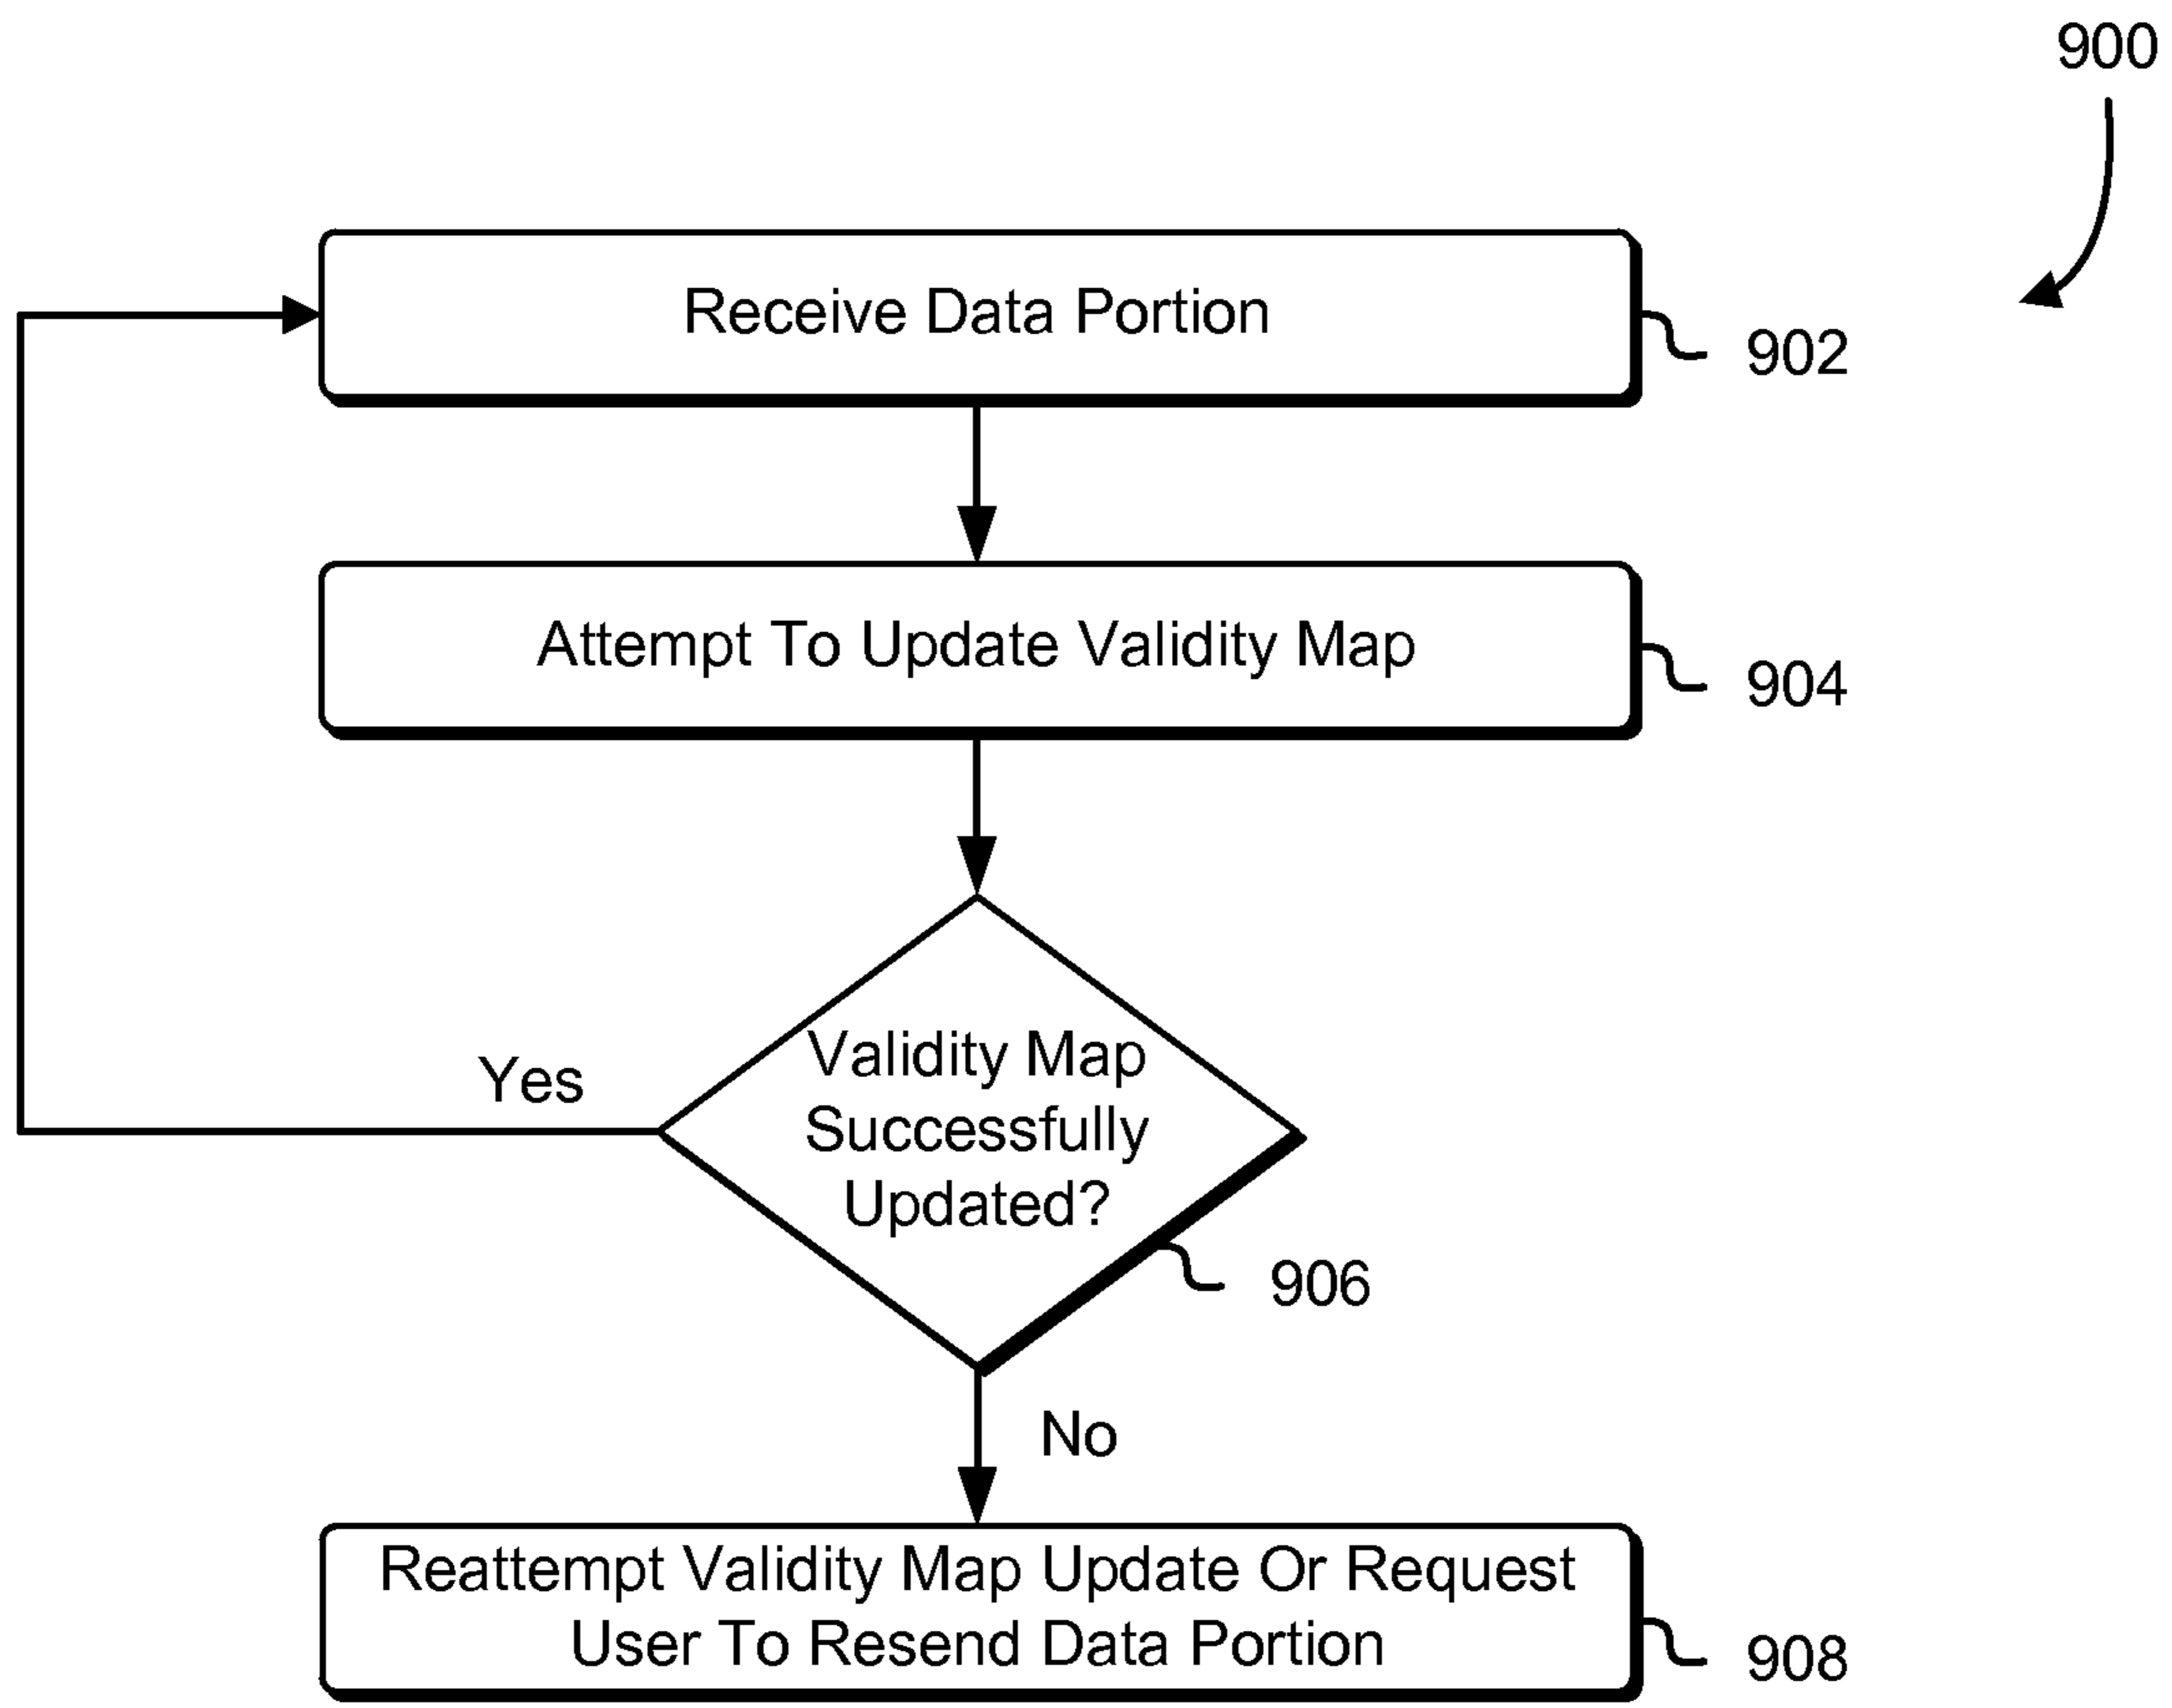 900
Receive Data Portion
902
Attempt To Update Validity Map
904
Validity Map
Successfully
Updated?
Yes
906
No
Reattempt Validity Map Update Or Request
User To Resend Data Portion
908